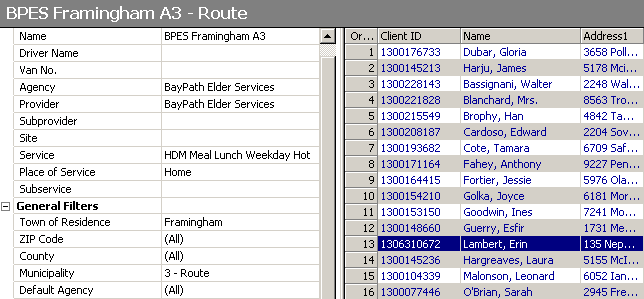 BPES Framingham A3 - Route
Name BPES Framingham A3
Driver Name
Van No.
Agency BayPath Elder Services
Provider BayPath Elder Services
Subprovider
Site
Service HDM Meal Lunch Weekday Hot
Place of Service Home
Subservice
General Filters
Town of Residence Framingham
ZIP Code (All)
County (All)
Municipality 3 - Route
Default Agency (All)
Or... Client ID Name Address1
1 1300176733 Dubar, Gloria 3658 Poll...
2 1300145213 Harju, James 5178 Mci...
3 1300228143 Bassignani, Walter 2248 Wal...
4 1300221828 Blanchard, Mrs. 8563 Tro...
5 1300215549 Brophy, Han 4842 Ta...
6 1300208187 Cardoso, Edward 2204 Sov...
7 1300193682 Cote, Tamara 6709 Saf...
8 1300171164 Fahey, Anthony 9227 Pen...
9 1300164415 Fortier, Jessie 5976 Ola...
10 1300154210 Golka, Joyce 6181 Mor...
11 1300153150 Goodwin, Ines 7241 Mo...
12 1300148660 Guerry, Esfir 1731 Me...
13 1306310672 Lambert, Erin 135 Nep...
14 1300145236 Hargreaves, Laura 5155 McI...
15 1300104339 Malonson, Leonard 6052 Ian...
16 1300077446 O'Brian, Sarah 2945 Fre...